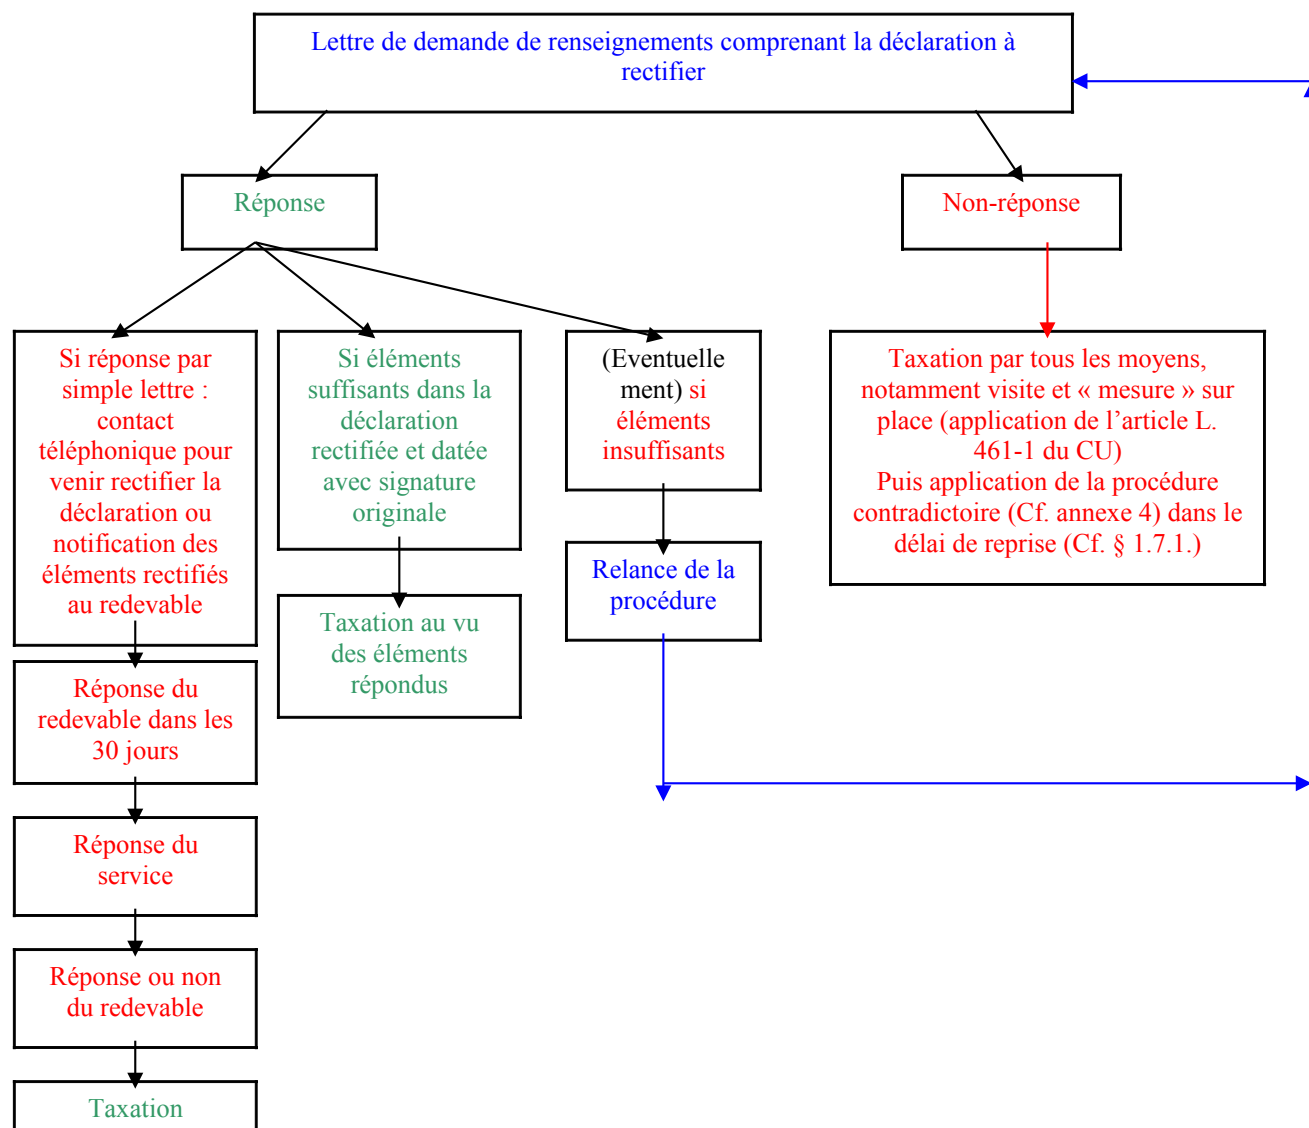 Lettre de demande de renseignements comprenant la déclaration à
rectifier
Réponse
Non-réponse
Si réponse par
simple lettre :
contact
téléphonique pour
venir rectifier la
déclaration ou
notification des
éléments rectifiés
au redevable
Si éléments
suffisants dans la
déclaration
rectifiée et datée
avec signature
originale
(Eventuelle
ment) si
éléments
insuffisants
Taxation par tous les moyens,
notamment visite et « mesure » sur
place (application de l’article L.
461-1 du CU)
Puis application de la procédure
contradictoire (Cf. annexe 4) dans le
délai de reprise (Cf. § 1.7.1.)
Relance de la
procédure
Taxation au vu
des éléments
répondus
Réponse du
redevable dans les
30 jours
Réponse du
service
Réponse ou non
du redevable
Taxation